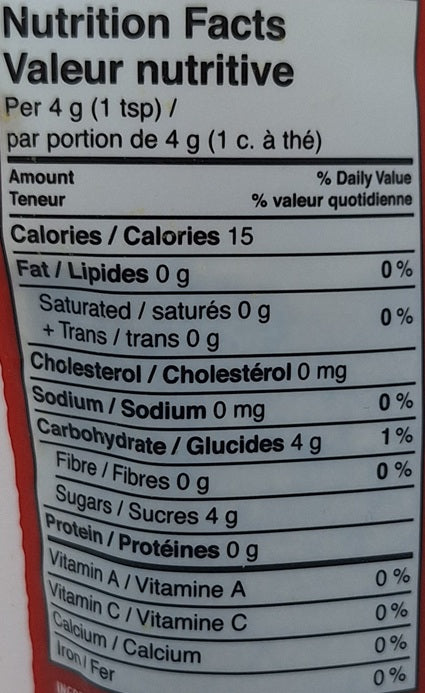 Nutrition Facts
Valeur nutritive
Per 4 g (1 tsp) /
par portion de 4 g (1 c. à thé)
Amount % Daily Value
Teneur % valeur quotidienne
Calories / Calories 15
Fat / Lipides 0 g 0 %
Saturated / saturés 0 g 0 %
+ Trans / trans 0 g
Cholesterol / Cholestérol 0 mg
Sodium / Sodium 0 mg 0 %
Carbohydrate / Glucides 4 g 1 %
Fibre / Fibres 0 g 0 %
Sugars / Sucres 4 g
Protein / Protéines 0 g
Vitamin A / Vitamine A 0 %
Vitamin C / Vitamine C 0 %
Calcium / Calcium 0 %
Iron / Fer 0 %